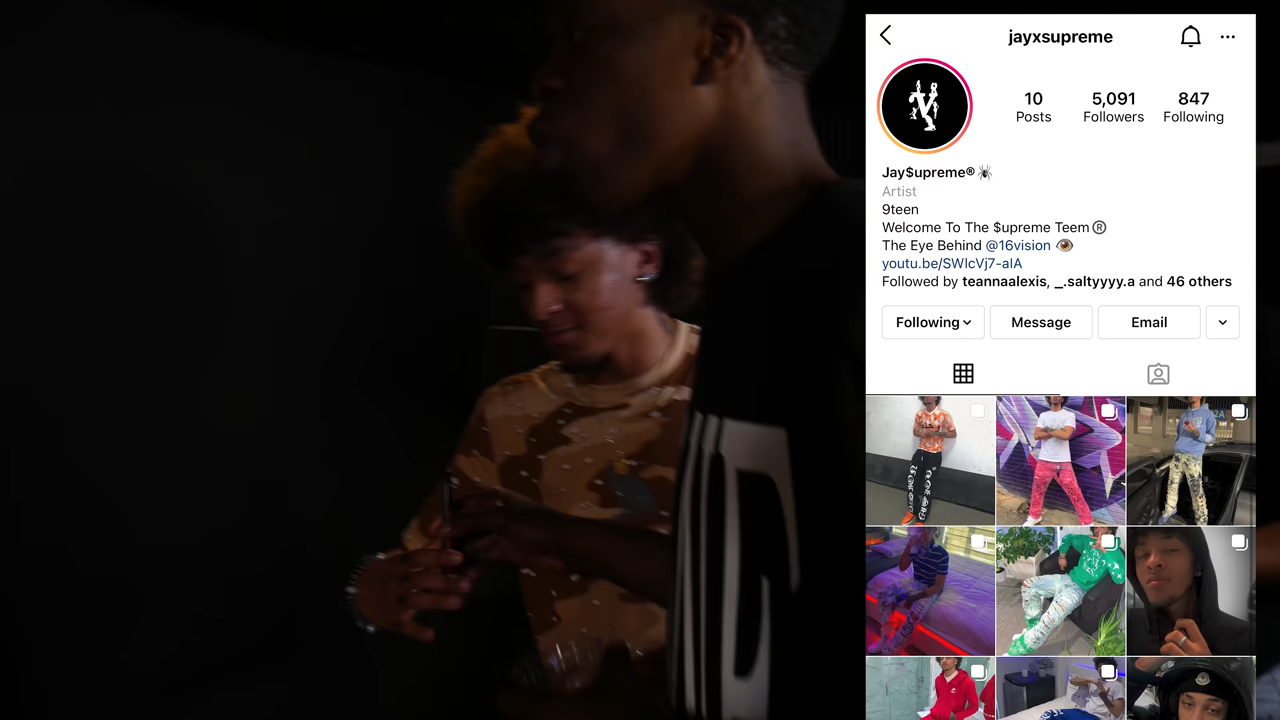 jayxsupreme
10 5,091 847
Posts Followers Following
Jay$upreme®
Artist
9teen
Welcome To The $upreme Teem®
The Eye Behind @16vision
youtu.be/SWIcVj7-aIA
Followed by teannaalexis, _.saltyyyy.a and 46 others
Following Message Email